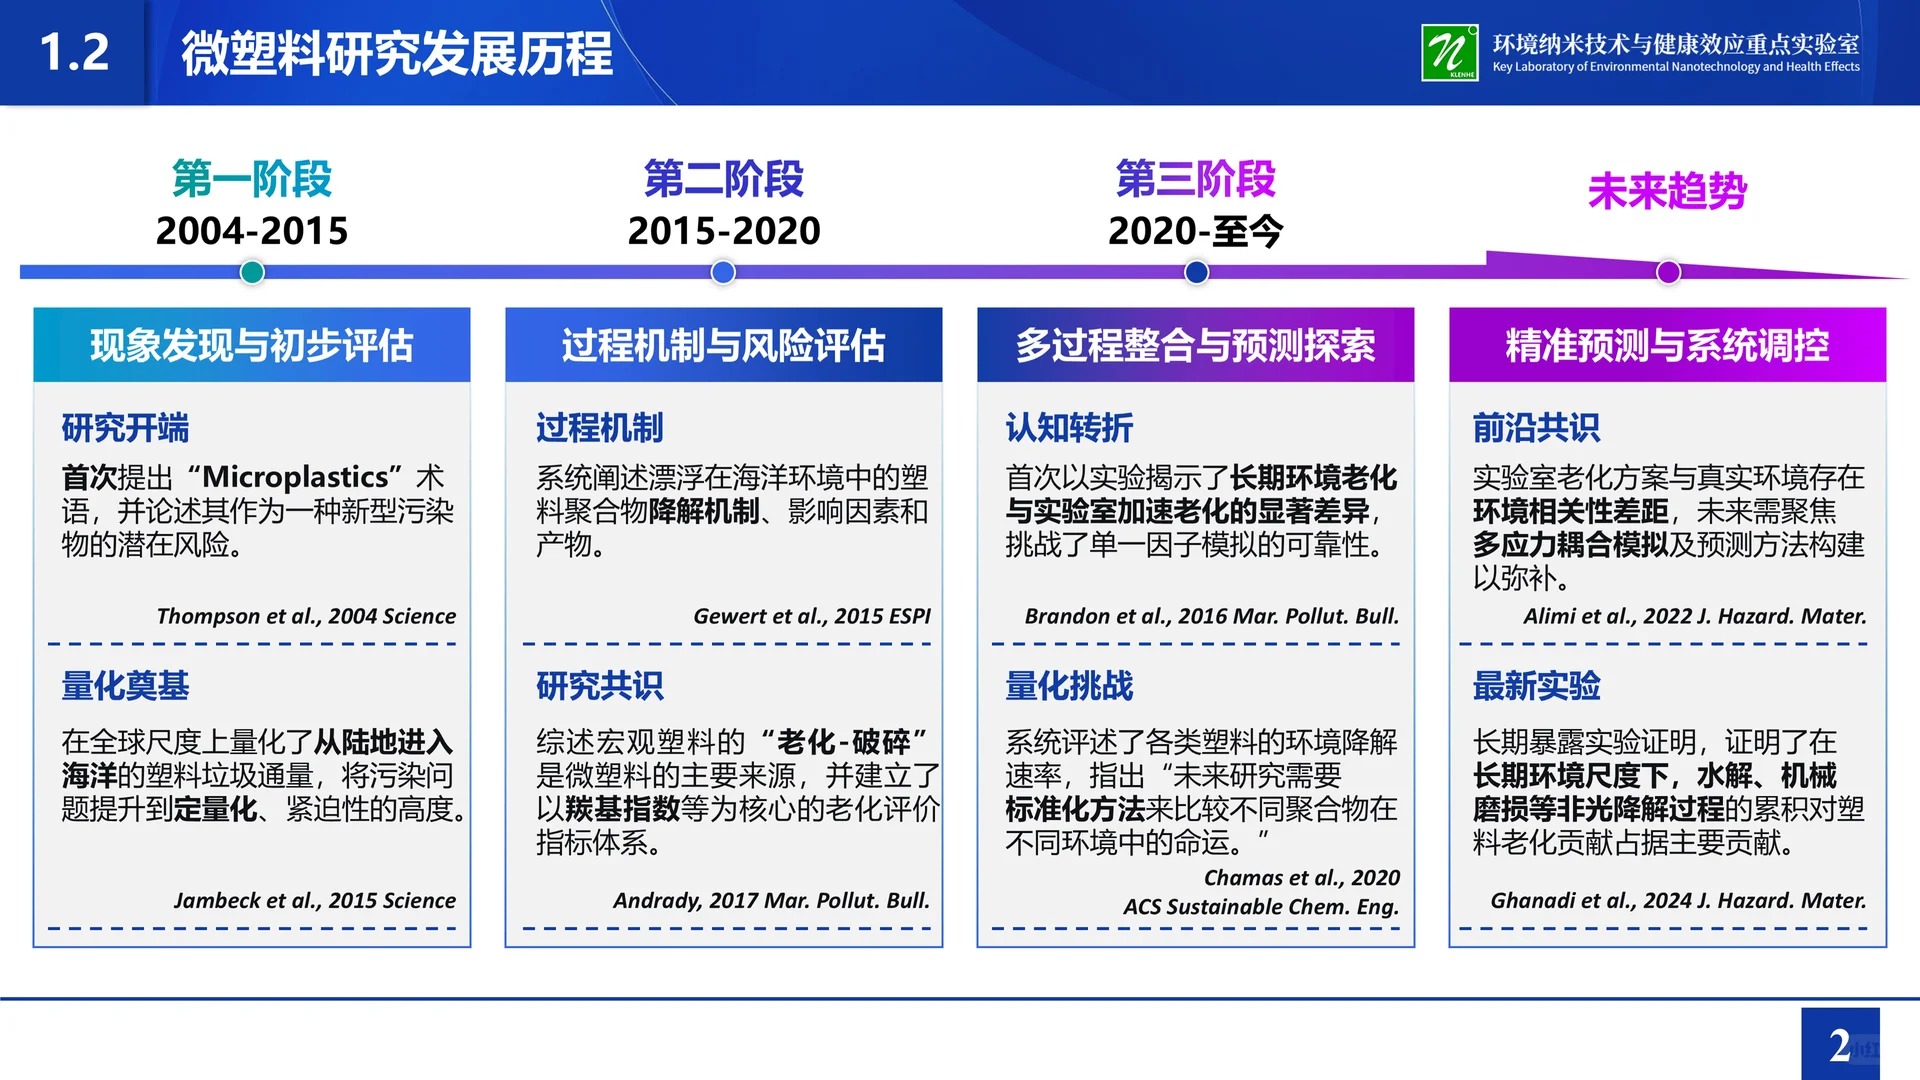 1.2
微塑料研究发展历程
环境纳米技术与健康效应重点实验室
Key Laboratory of Environmental Nanotechnology and Health Effects
KLENHE
第一阶段
2004-2015
第二阶段
2015-2020
第三阶段
2020-至今
未来趋势
现象发现与初步评估
研究开端
首次提出“Microplastics”术
语，并论述其作为一种新型污染
物的潜在风险。
Thompson et al., 2004 Science
量化奠基
在全球尺度上量化了从陆地进入
海洋的塑料垃圾通量，将污染问
题提升到定量化、紧迫性的高度。
Jambeck et al., 2015 Science
过程机制与风险评估
过程机制
系统阐述漂浮在海洋环境中的塑
料聚合物降解机制、影响因素和
产物。
Gewert et al., 2015 ESPI
研究共识
综述宏观塑料的“老化-破碎”
是微塑料的主要来源，并建立了
以羰基指数等为核心的老化评价
指标体系。
Andrady, 2017 Mar. Pollut. Bull.
多过程整合与预测探索
认知转折
首次以实验揭示了长期环境老化
与实验室加速老化的显著差异，
挑战了单一因子模拟的可靠性。
Brandon et al., 2016 Mar. Pollut. Bull.
量化挑战
系统评述了各类塑料的环境降解
速率，指出“未来研究需要
标准化方法来比较不同聚合物在
不同环境中的命运。”
Chamas et al., 2020
ACS Sustainable Chem. Eng.
精准预测与系统调控
前沿共识
实验室老化方案与真实环境存在
环境相关性差距，未来需聚焦
多应力耦合模拟及预测方法构建
以弥补。
Alimi et al., 2022 J. Hazard. Mater.
最新实验
长期暴露实验证明，证明了在
长期环境尺度下，水解、机械
磨损等非光降解过程的累积对塑
料老化贡献占据主要贡献。
Ghanadi et al., 2024 J. Hazard. Mater.
2